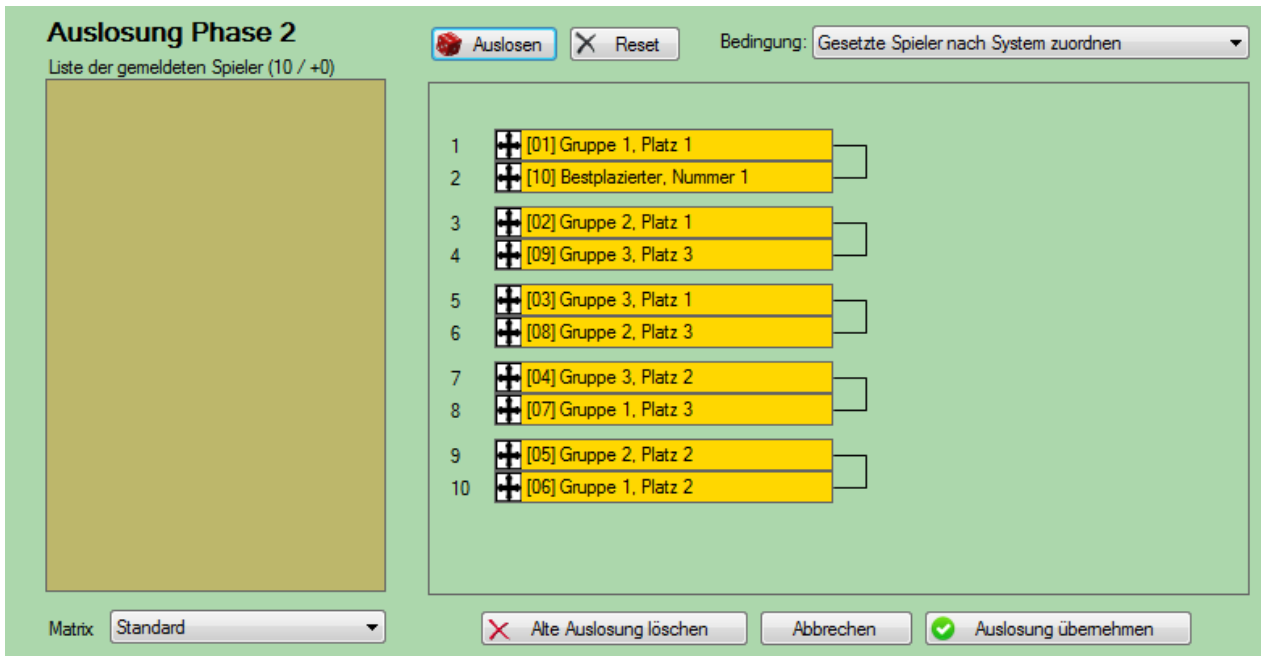 Auslosung Phase 2
Liste der gemeldeten Spieler (10 / +0)
Auslosen
Reset
Bedingung: Gesetzte Spieler nach System zuordnen
1 [01] Gruppe 1, Platz 1
2 [10] Bestplazierter, Nummer 1
3 [02] Gruppe 2, Platz 1
4 [09] Gruppe 3, Platz 3
5 [03] Gruppe 3, Platz 1
6 [08] Gruppe 2, Platz 3
7 [04] Gruppe 3, Platz 2
8 [07] Gruppe 1, Platz 3
9 [05] Gruppe 2, Platz 2
10 [06] Gruppe 1, Platz 2
Matrix Standard
Alte Auslosung löschen
Abbrechen
Auslosung übernehmen